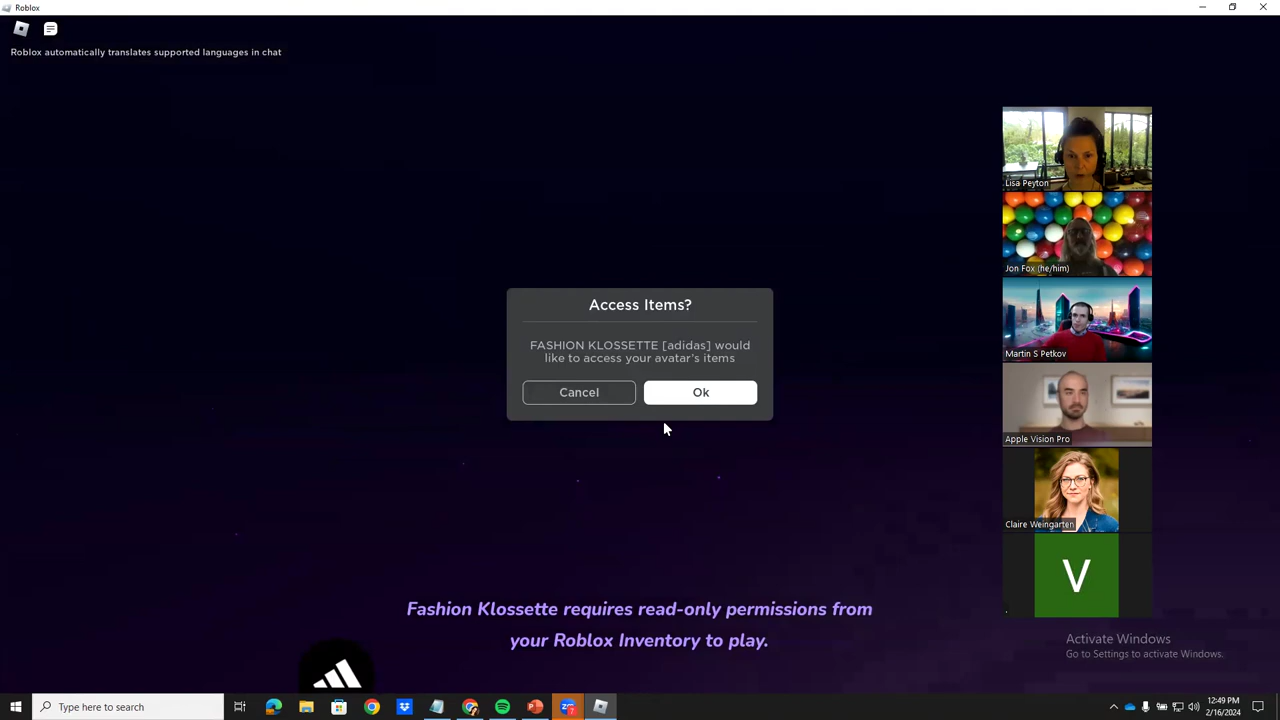 Roblox
Roblox automatically translates supported languages in chat
Access Items?
FASHION KLOSSETTE [adidas] would
like to access your avatar's items
Cancel
Ok
Fashion Klossette requires read-only permissions from
your Roblox Inventory to play.
Lisa Peyton
Jon Fox (he/him)
Martin S Petkov
Apple Vision Pro
Claire Weingarten
V
.
Activate Windows
Go to Settings to activate Windows.
Type here to search
12:49 PM
2/16/2024